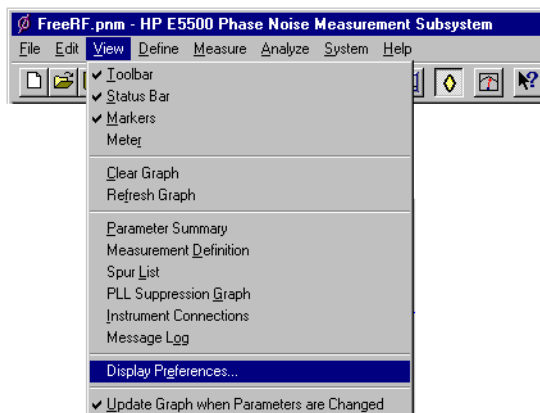 FreeRF.pnm - HP E5500 Phase Noise Measurement Subsystem
File Edit View Define Measure Analyze System Help
✔ Toolbar
✔ Status Bar
✔ Markers
Meter
Clear Graph
Refresh Graph
Parameter Summary
Measurement Definition
Spur List
PLL Suppression Graph
Instrument Connections
Message Log
Display Preferences...
✔ Update Graph when Parameters are Changed